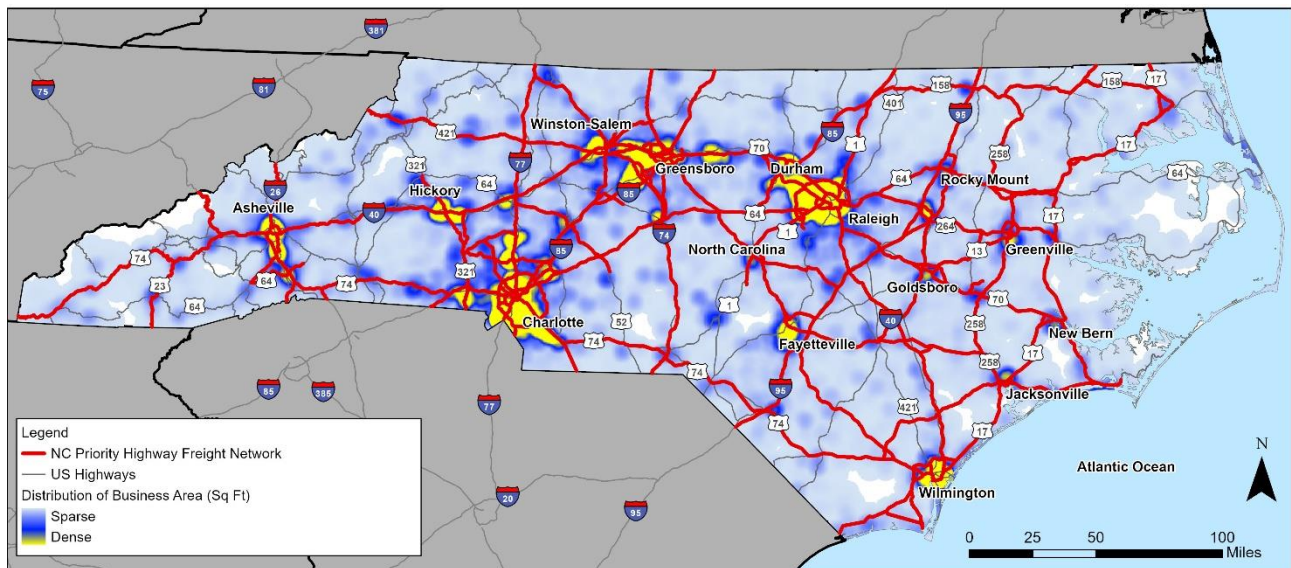 381
75
81
158
17
158
401
95
421
Winston-Salem
85
1
17
77
70
258
321
Greensboro
Durham
64
Hickory
64
Rocky Mount
64
26
85
Asheville
40
64
Raleigh
17
264
1
85
74
North Carolina
13
Greenville
74
321
23
64
74
Goldsboro
64
70
1
258
40
52
Charlotte
New Bern
74
Fayetteville
17
258
74
95
85
385
Jacksonville
77
421
17
74
Legend
NC Priority Highway Freight Network
US Highways
Distribution of Business Area (Sq Ft)
Sparse
Dense
Atlantic Ocean
N
Wilmington
20
95
0 25 50 100
Miles